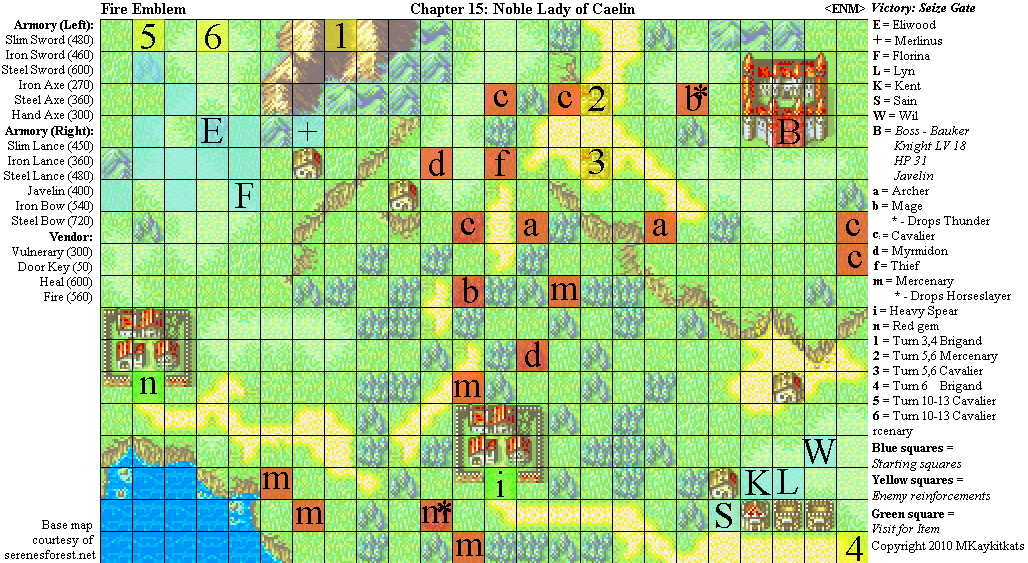 Fire Emblem
Chapter 15: Noble Lady of Caelin
<ENM>
Victory: Seize Gate
Armory (Left):
Slim Sword (480)
Iron Sword (460)
Steel Sword (600)
Iron Axe (270)
Steel Axe (360)
Hand Axe (300)
Armory (Right):
Slim Lance (450)
Iron Lance (360)
Steel Lance (480)
Javelin (400)
Iron Bow (540)
Steel Bow (720)
Vendor:
Vulnerary (300)
Door Key (50)
Heal (600)
Fire (560)
Base map
courtesy of
serenesforest.net
5 6 1
c c 2 b*
E + B
d f 3
F
c a a c
c
b m
d
n m
W
m i K L
m m* S
m 4
E = Eliwood
+ = Merlinus
F = Florina
L = Lyn
K = Kent
S = Sain
W = Wil
B = Boss - Bauker
Knight LV 18
HP 31
Javelin
a = Archer
b = Mage
* - Drops Thunder
c = Cavalier
d = Myrmidon
f = Thief
m = Mercenary
* - Drops Horseslayer
i = Heavy Spear
n = Red gem
1 = Turn 3,4 Brigand
2 = Turn 5,6 Mercenary
3 = Turn 5,6 Cavalier
4 = Turn 6 Brigand
5 = Turn 10-13 Cavalier
6 = Turn 10-13 Cavalier
rcenary
Blue squares =
Starting squares
Yellow squares =
Enemy reinforcements
Green square =
Visit for Item
Copyright 2010 MKaykitkats